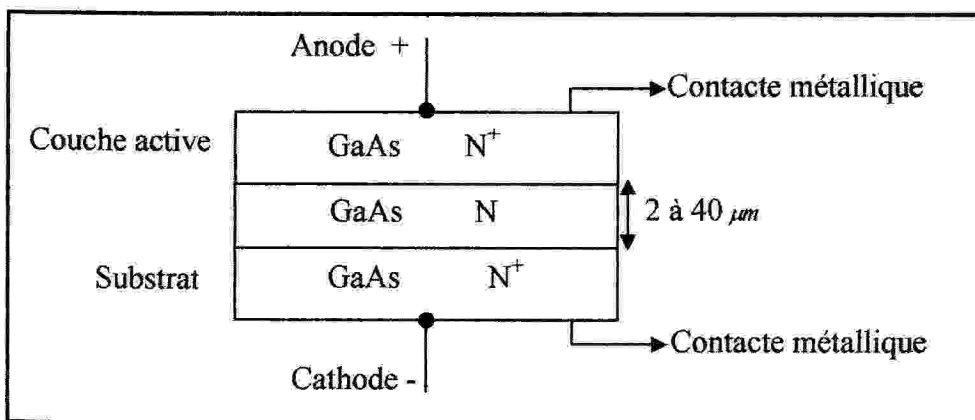 Anode +
Contacte métallique
Couche active GaAs N⁺
GaAs N 2 à 40 μm
Substrat GaAs N⁺
Contacte métallique
Cathode -